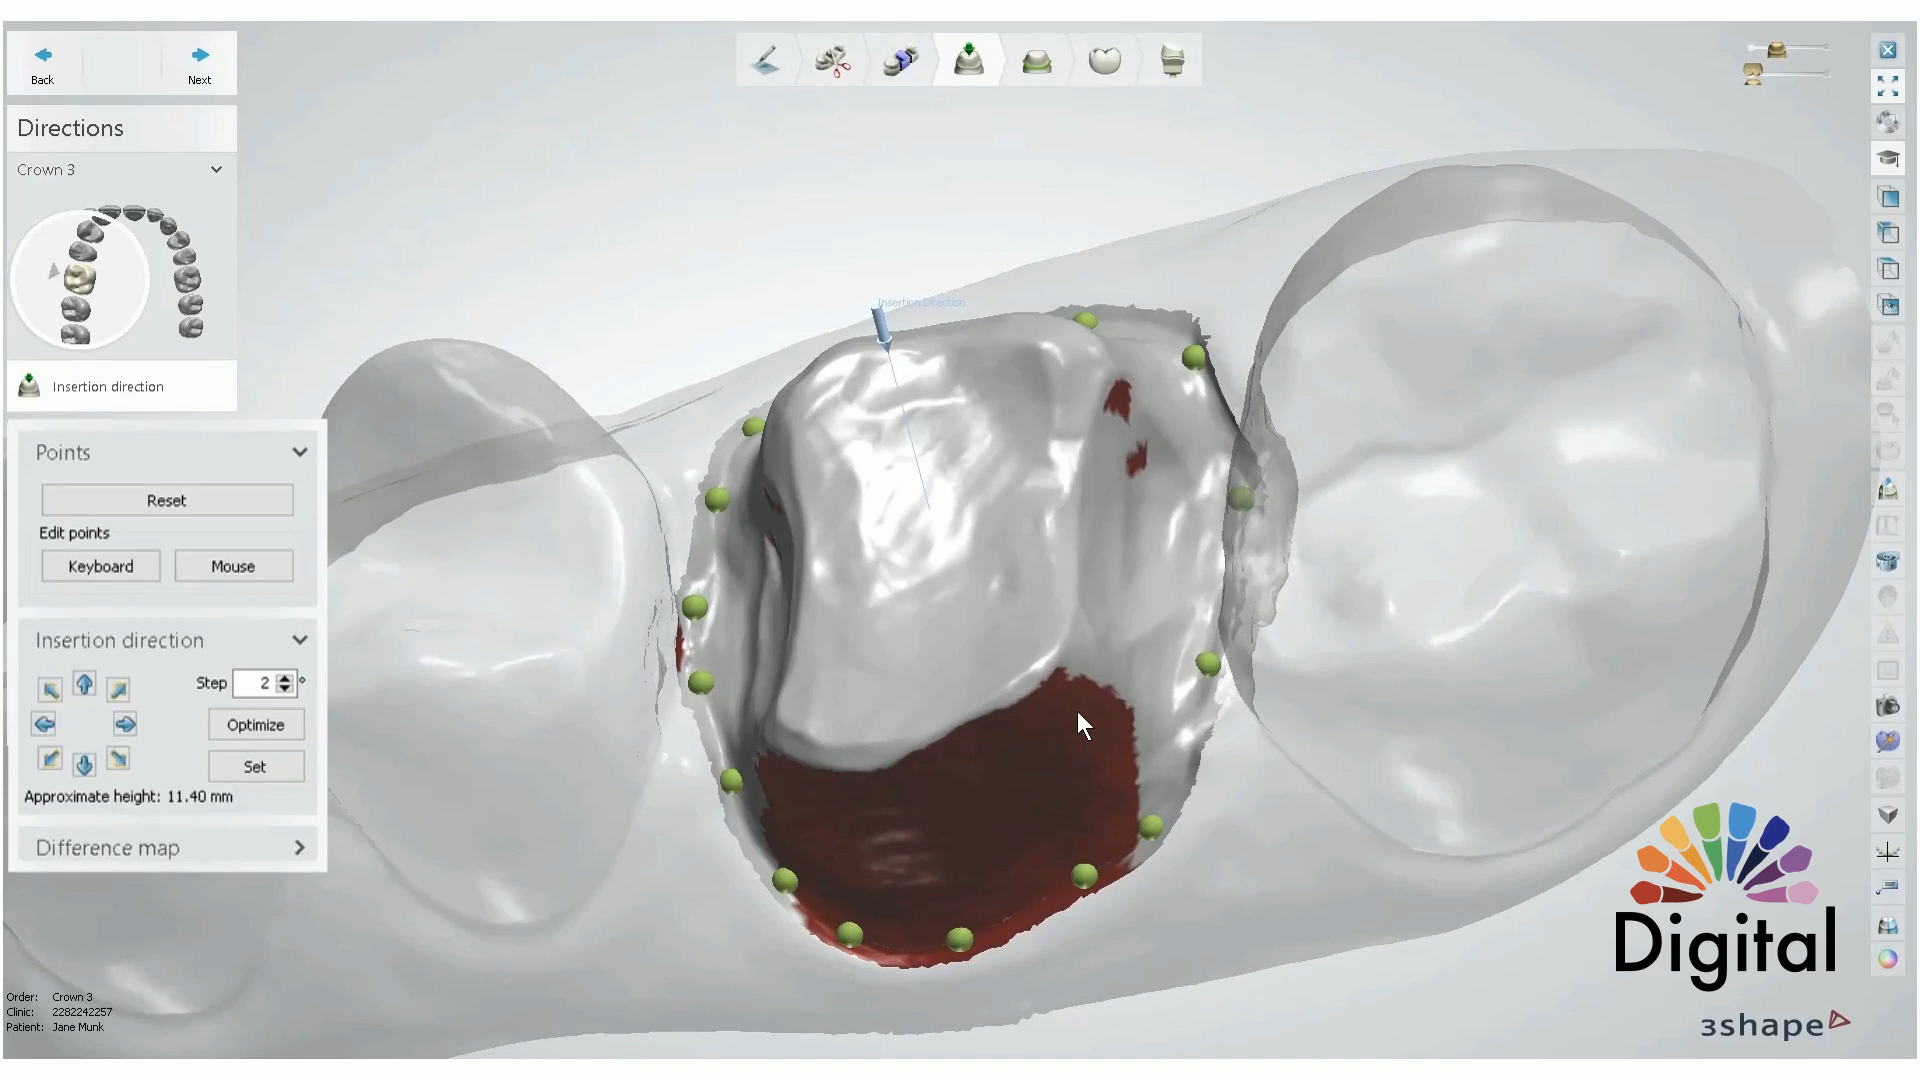 Back
Next
Directions
Crown 3
Insertion direction
Points
Reset
Edit points
Keyboard
Mouse
Insertion direction
Step 2 °
Optimize
Set
Approximate height: 11.40 mm
Difference map
Order: Crown 3
Clinic: 2282242257
Patient: Jane Munk
Insertion Direction
Digital
3shape